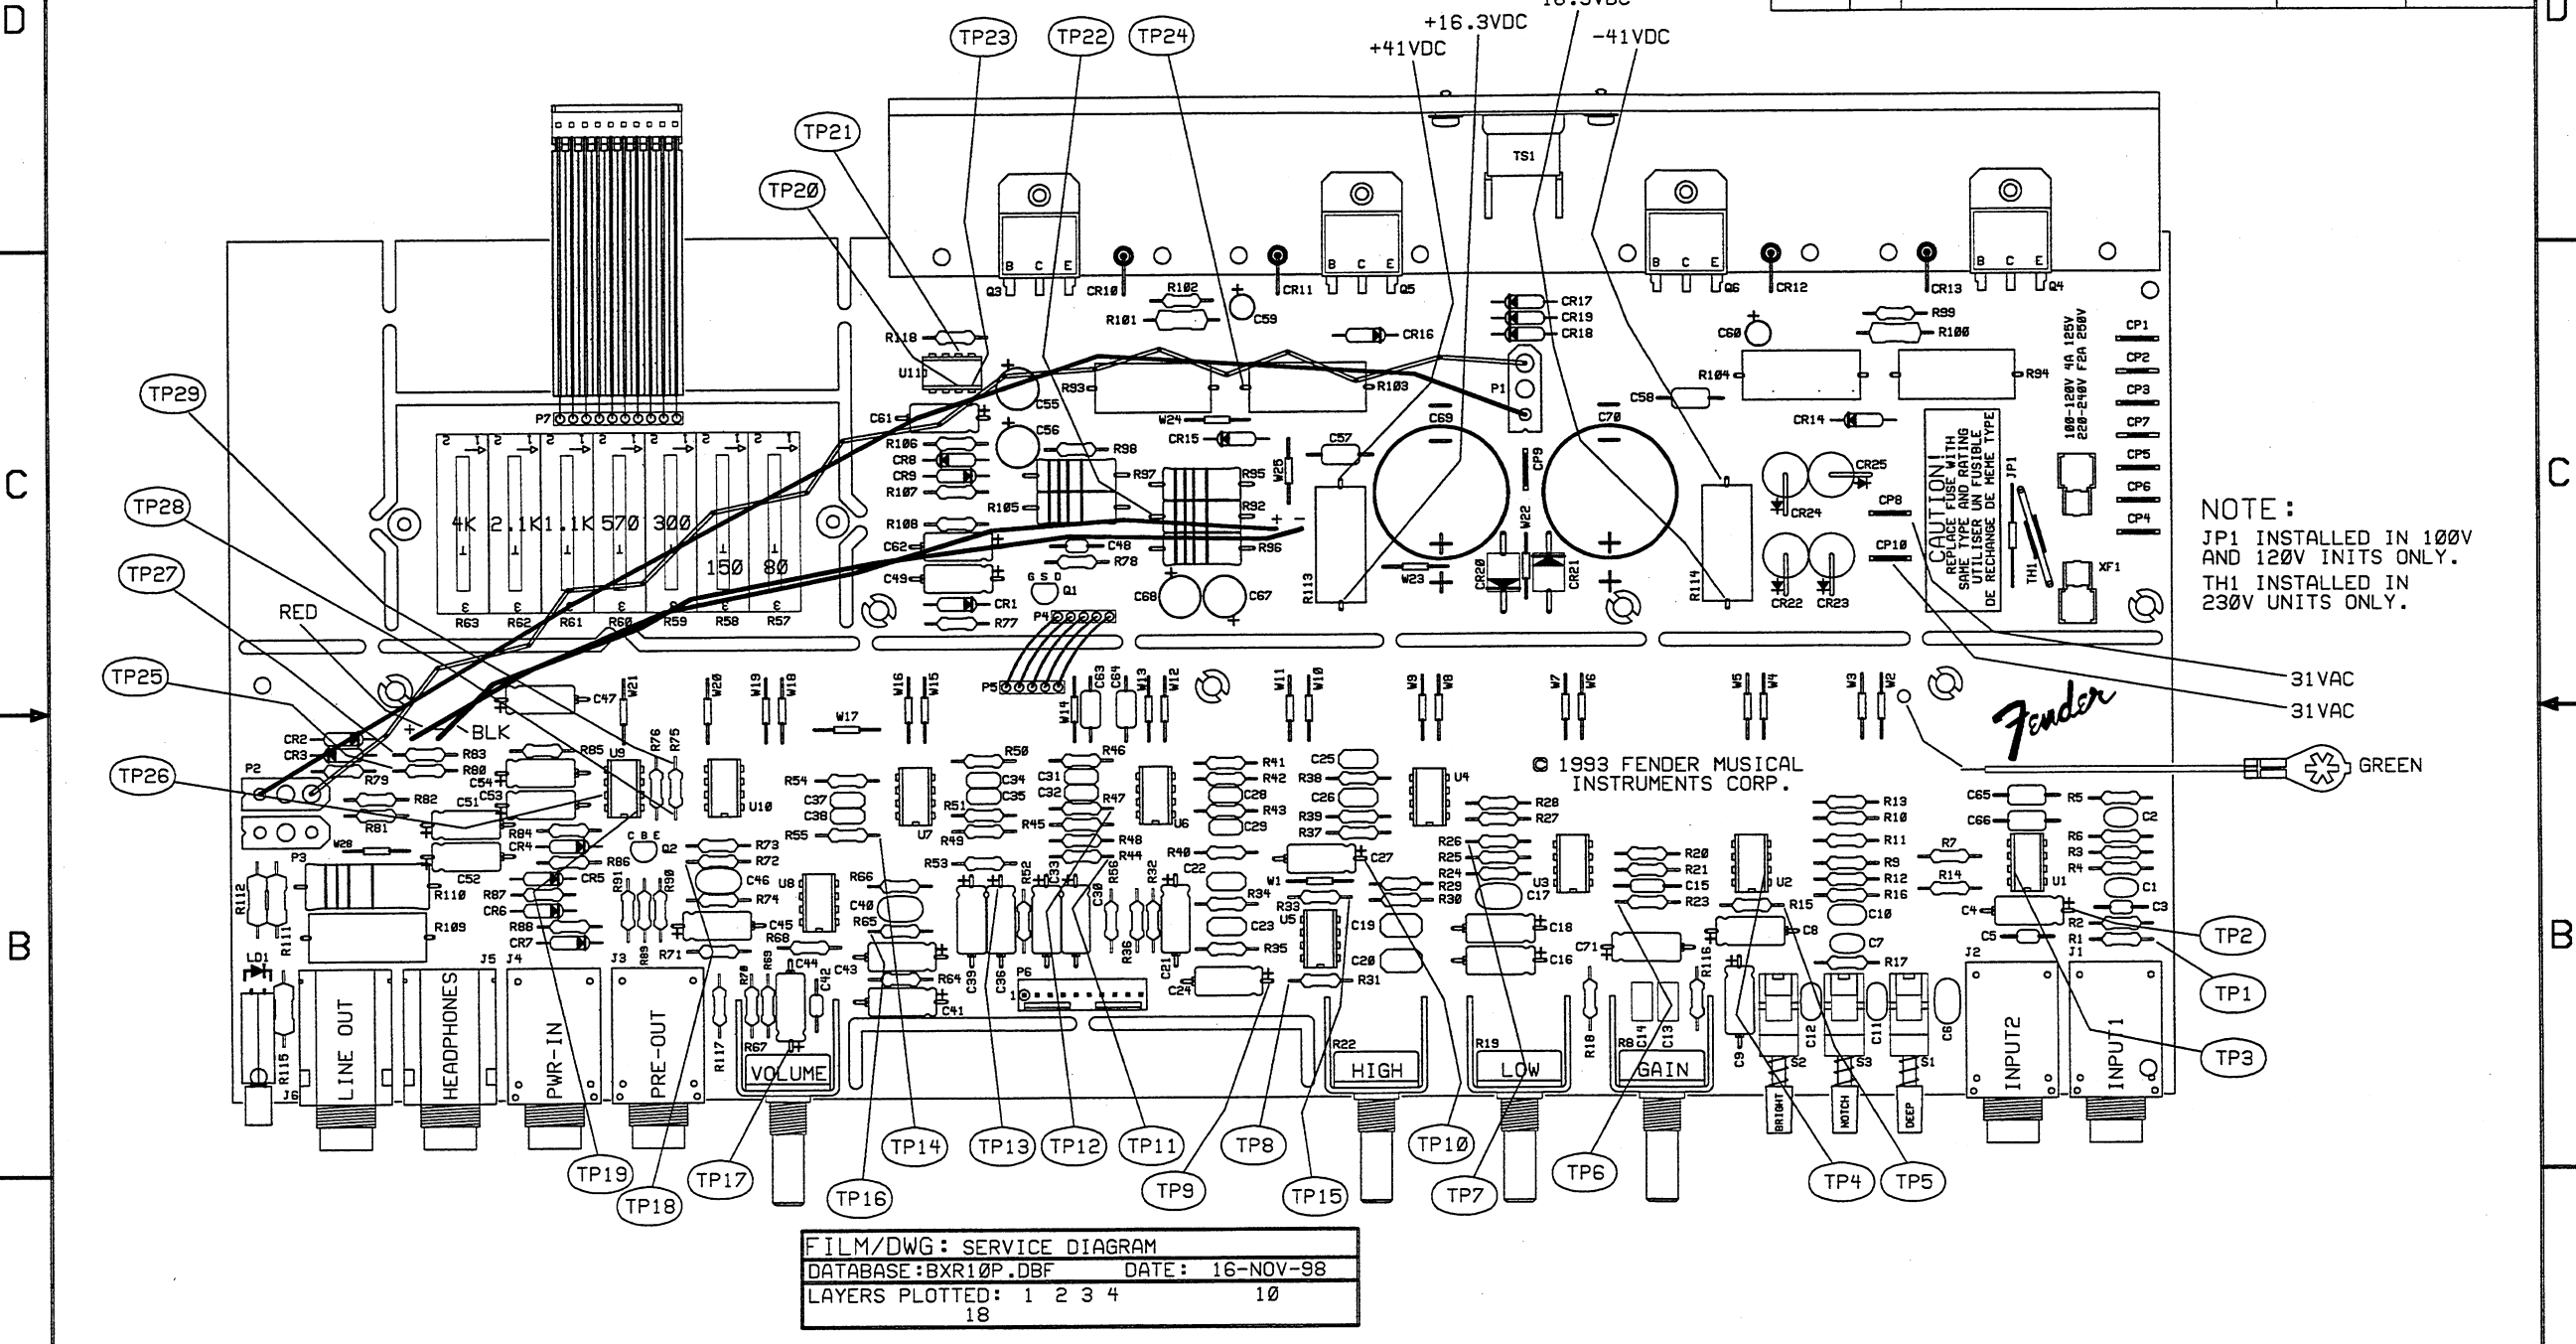 D
D
TP23
TP22
TP24
+16.3VDC
+41VDC
-41VDC
TP21
TP20
TS1
B C E
B C E
B C E
B C E
Q3
CR10
R102
CR11
Q5
Q6
CR12
CR13
Q4
C59
R101
CR17
CR19
CR18
CR16
C60
R99
R100
R118
U11
R93
R103
P1
R104
R94
C55
C61
C56
W24
CR15
C69
C70
C58
CR14
100-120V 4A 125V
220-240V F2A 250V
CP1
CP2
CP3
CP7
CP5
CP6
CP4
TP29
P7
R106
CR8
CR9
R107
R98
R97
R105
R95
R92
R96
W25
C57
CP9
W22
CR25
CR24
CP8
CP10
CR22
CR23
CAUTION!
REPLACE FUSE WITH
SAME TYPE AND RATING
UTILISER UN FUSIBLE
DE RECHANGE DE MEME TYPE
JP1
TH1
XF1
C
C
TP28
4K 2.1K 1.1K 570 300
150 80
R108
C62
C49
C48
R78
G S D
Q1
CR1
R77
C68
C67
R113
W23
CR20
CR21
R114
P4
NOTE:
JP1 INSTALLED IN 100V
AND 120V INITS ONLY.
TH1 INSTALLED IN
230V UNITS ONLY.
TP27
RED
R63 R62 R61 R60 R59 R58 R57
TP25
P5
31VAC
31VAC
C47
W21
W20
W19
W18
W17
W16
W15
W14
C63
C64
W13
W12
W11
W10
W9
W8
W7
W6
W5
W4
W3
W2
Fender
BLK
CR2
CR3
R83
R80
R79
R85
U9
R76
R75
U10
TP26
P2
C54
C53
C51
R82
R81
W28
P3
C52
R84
CR4
R86
CR5
R87
CR6
R88
CR7
C B E
Q2
R91
R89
R90
R73
R72
C46
R74
C45
R71
R54
C37
C38
R55
U7
U8
R66
C40
R65
R68
C44
C43
R64
C41
C42
R50
C34
C35
R51
R49
R53
R46
C31
C32
R47
R45
R48
R44
U6
R52
C33
C30
R56
R36
R32
C39
C36
C21
R41
R42
C28
R43
C29
R40
C22
R34
C23
R35
C24
C25
R38
C26
R39
R37
U4
C27
W1
R33
U5
R31
R29
R30
C19
C20
© 1993 FENDER MUSICAL
INSTRUMENTS CORP.
GREEN
R28
R27
R26
R25
R24
C17
U3
C18
C16
R20
R21
C15
R23
C71
R116
U2
R15
C8
R13
R10
R11
R9
R12
R16
C10
C7
R17
R7
R14
C65
C66
U1
C4
C5
R5
C2
R6
R3
R4
C1
C3
R2
R1
B
B
TP2
TP1
TP3
R112
R111
R110
R109
LD1
R115
J6
J5
J4
J3
J2
J1
LINE OUT
HEADPHONES
PWR-IN
PRE-OUT
R117
R70
R69
R67
VOLUME
P6
1
R22
HIGH
R19
LOW
R18
R8
C14
C13
GAIN
C9
S2
C12
S3
C11
S1
C6
BRIGHT
NOTCH
DEEP
INPUT2
INPUT1
TP19
TP18
TP17
TP16
TP14
TP13
TP12
TP11
TP9
TP8
TP15
TP10
TP7
TP6
TP4
TP5
FILM/DWG: SERVICE DIAGRAM
DATABASE:BXR10P.DBF DATE: 16-NOV-98
LAYERS PLOTTED: 1 2 3 4 10
18